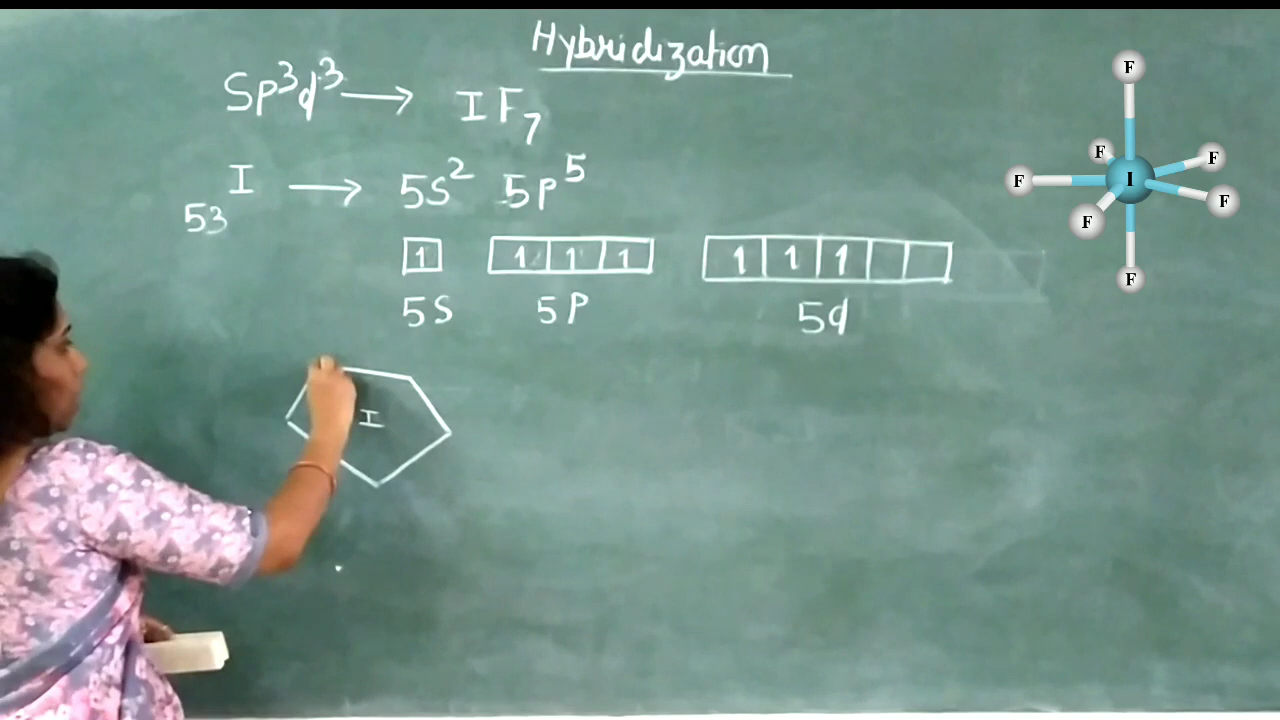 Hybridization
Sp³d³ → IF₇
₅₃I → 5S² 5P⁵
1 1 1 1 1 1 1
5S 5P 5d
I
F
F
F
F
I
F
F
F